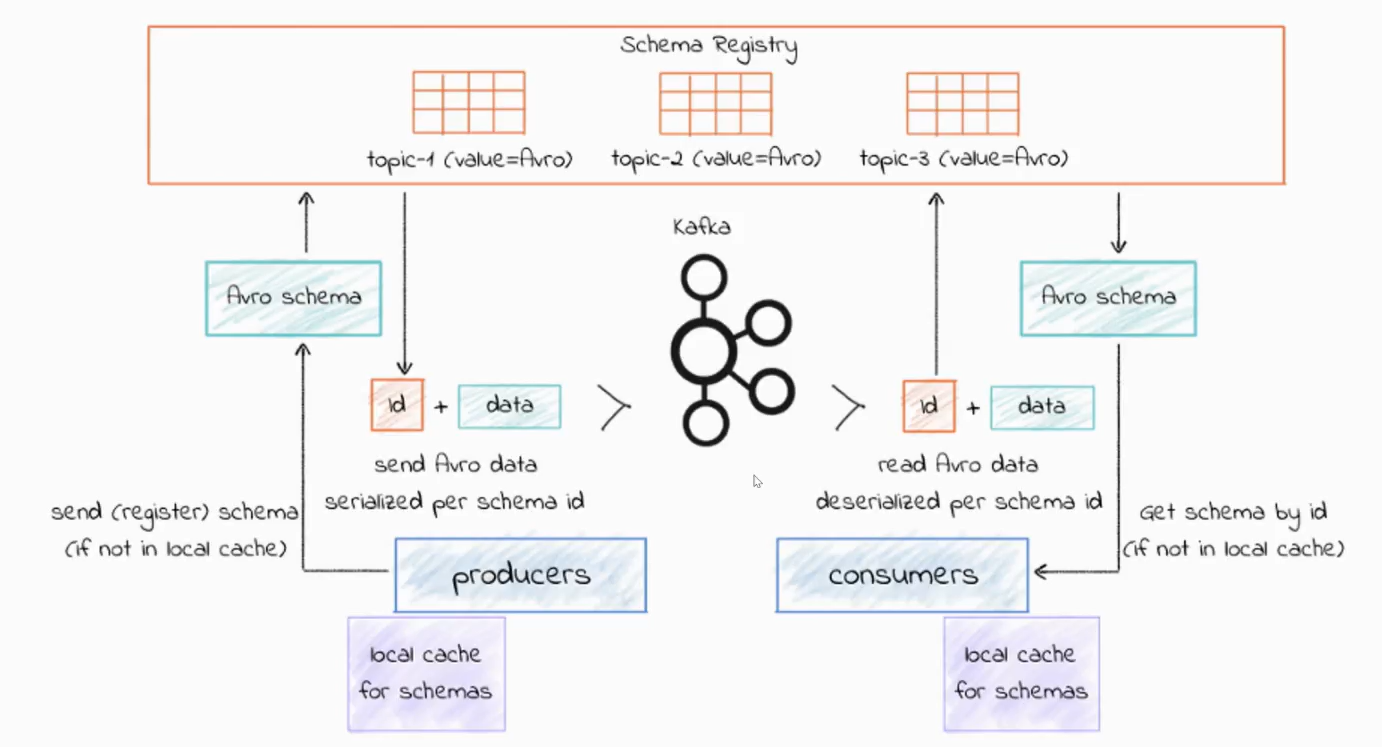 Schema Registry
topic-1 (value=Avro)
topic-2 (value=Avro)
topic-3 (value=Avro)
Kafka
Avro schema
Avro schema
id + data
id + data
send Avro data
serialized per schema id
read Avro data
deserialized per schema id
send (register) schema
(if not in local cache)
Get schema by id
(if not in local cache)
producers
consumers
local cache
for schemas
local cache
for schemas